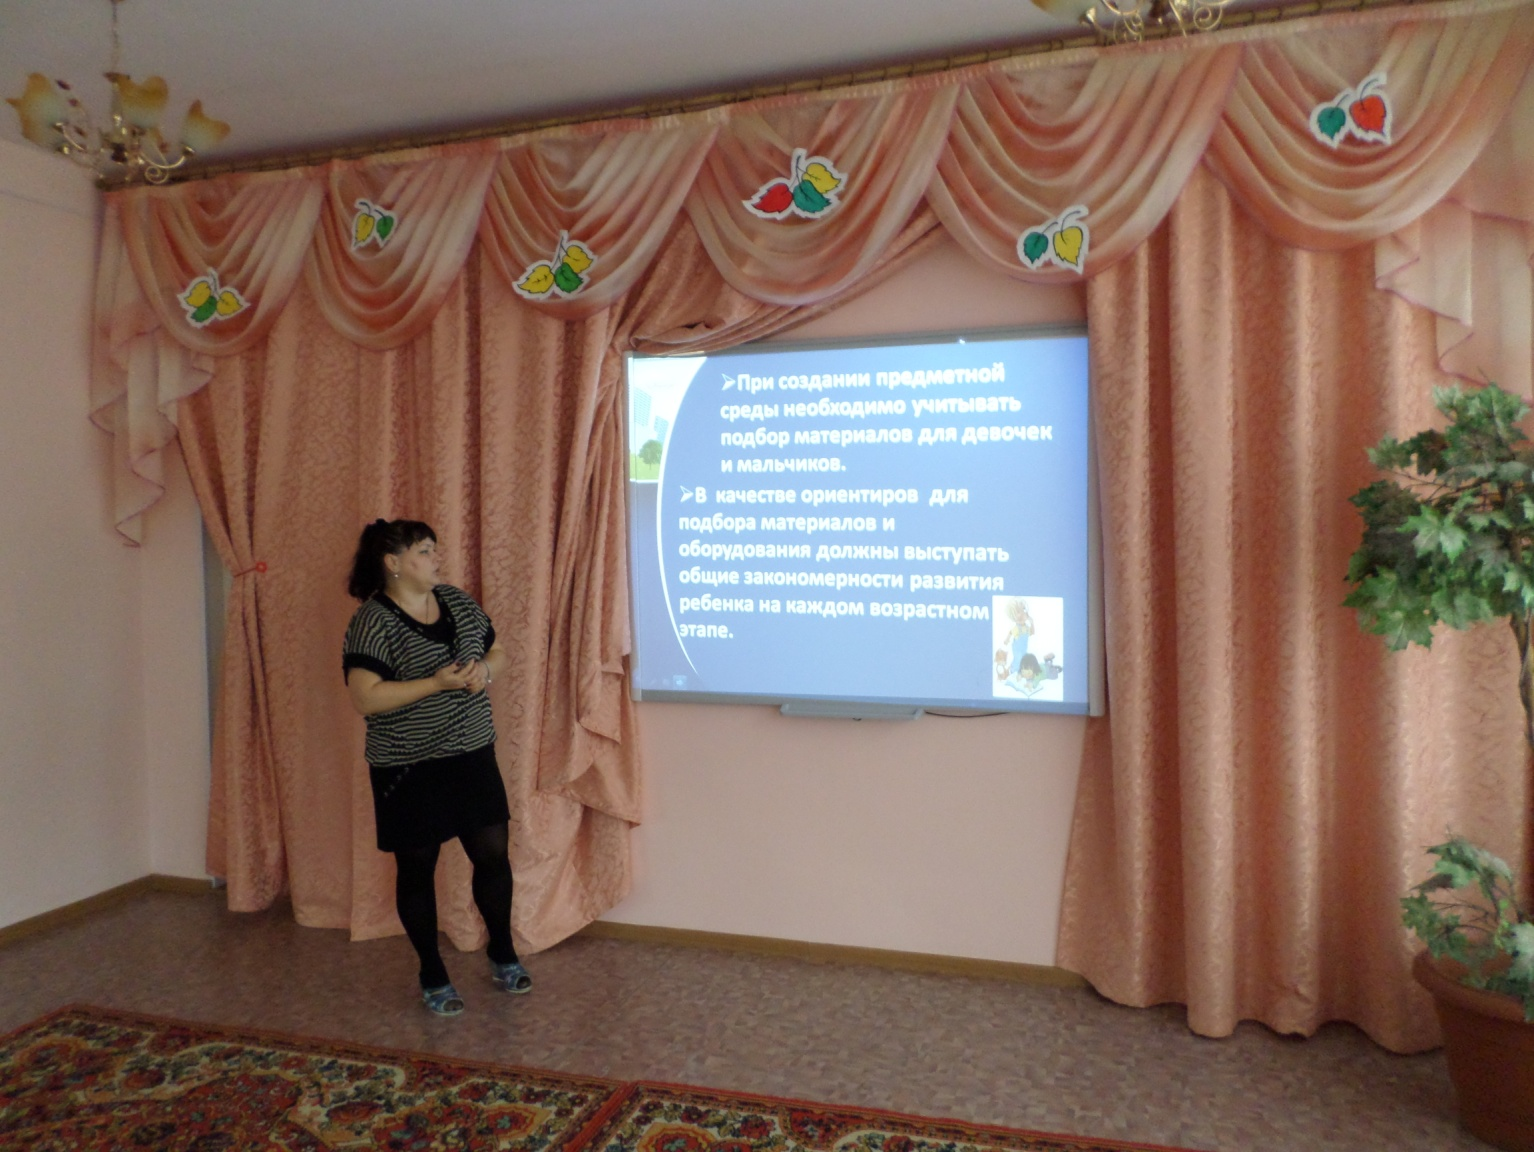 ➢При создании предметной
среды необходимо учитывать
подбор материалов для девочек
и мальчиков.
➢В качестве ориентиров для
подбора материалов и
оборудования должны выступать
общие закономерности развития
ребенка на каждом возрастном
этапе.